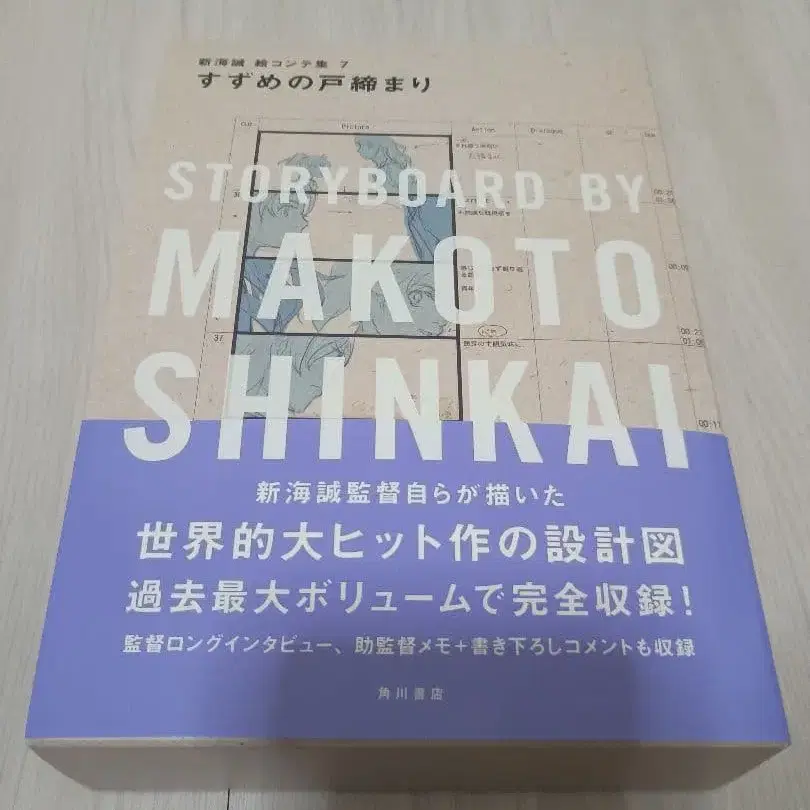 新海誠 絵コンテ集 7
すずめの戸締まり
Picture
Action
Dialogue
STORYBOARD BY
MAKOTO
SHINKAI
37
新海誠監督自らが描いた
世界的大ヒット作の設計図
過去最大ボリュームで完全収録!
監督ロングインタビュー、助監督メモ+書き下ろしコメントも収録
角川書店